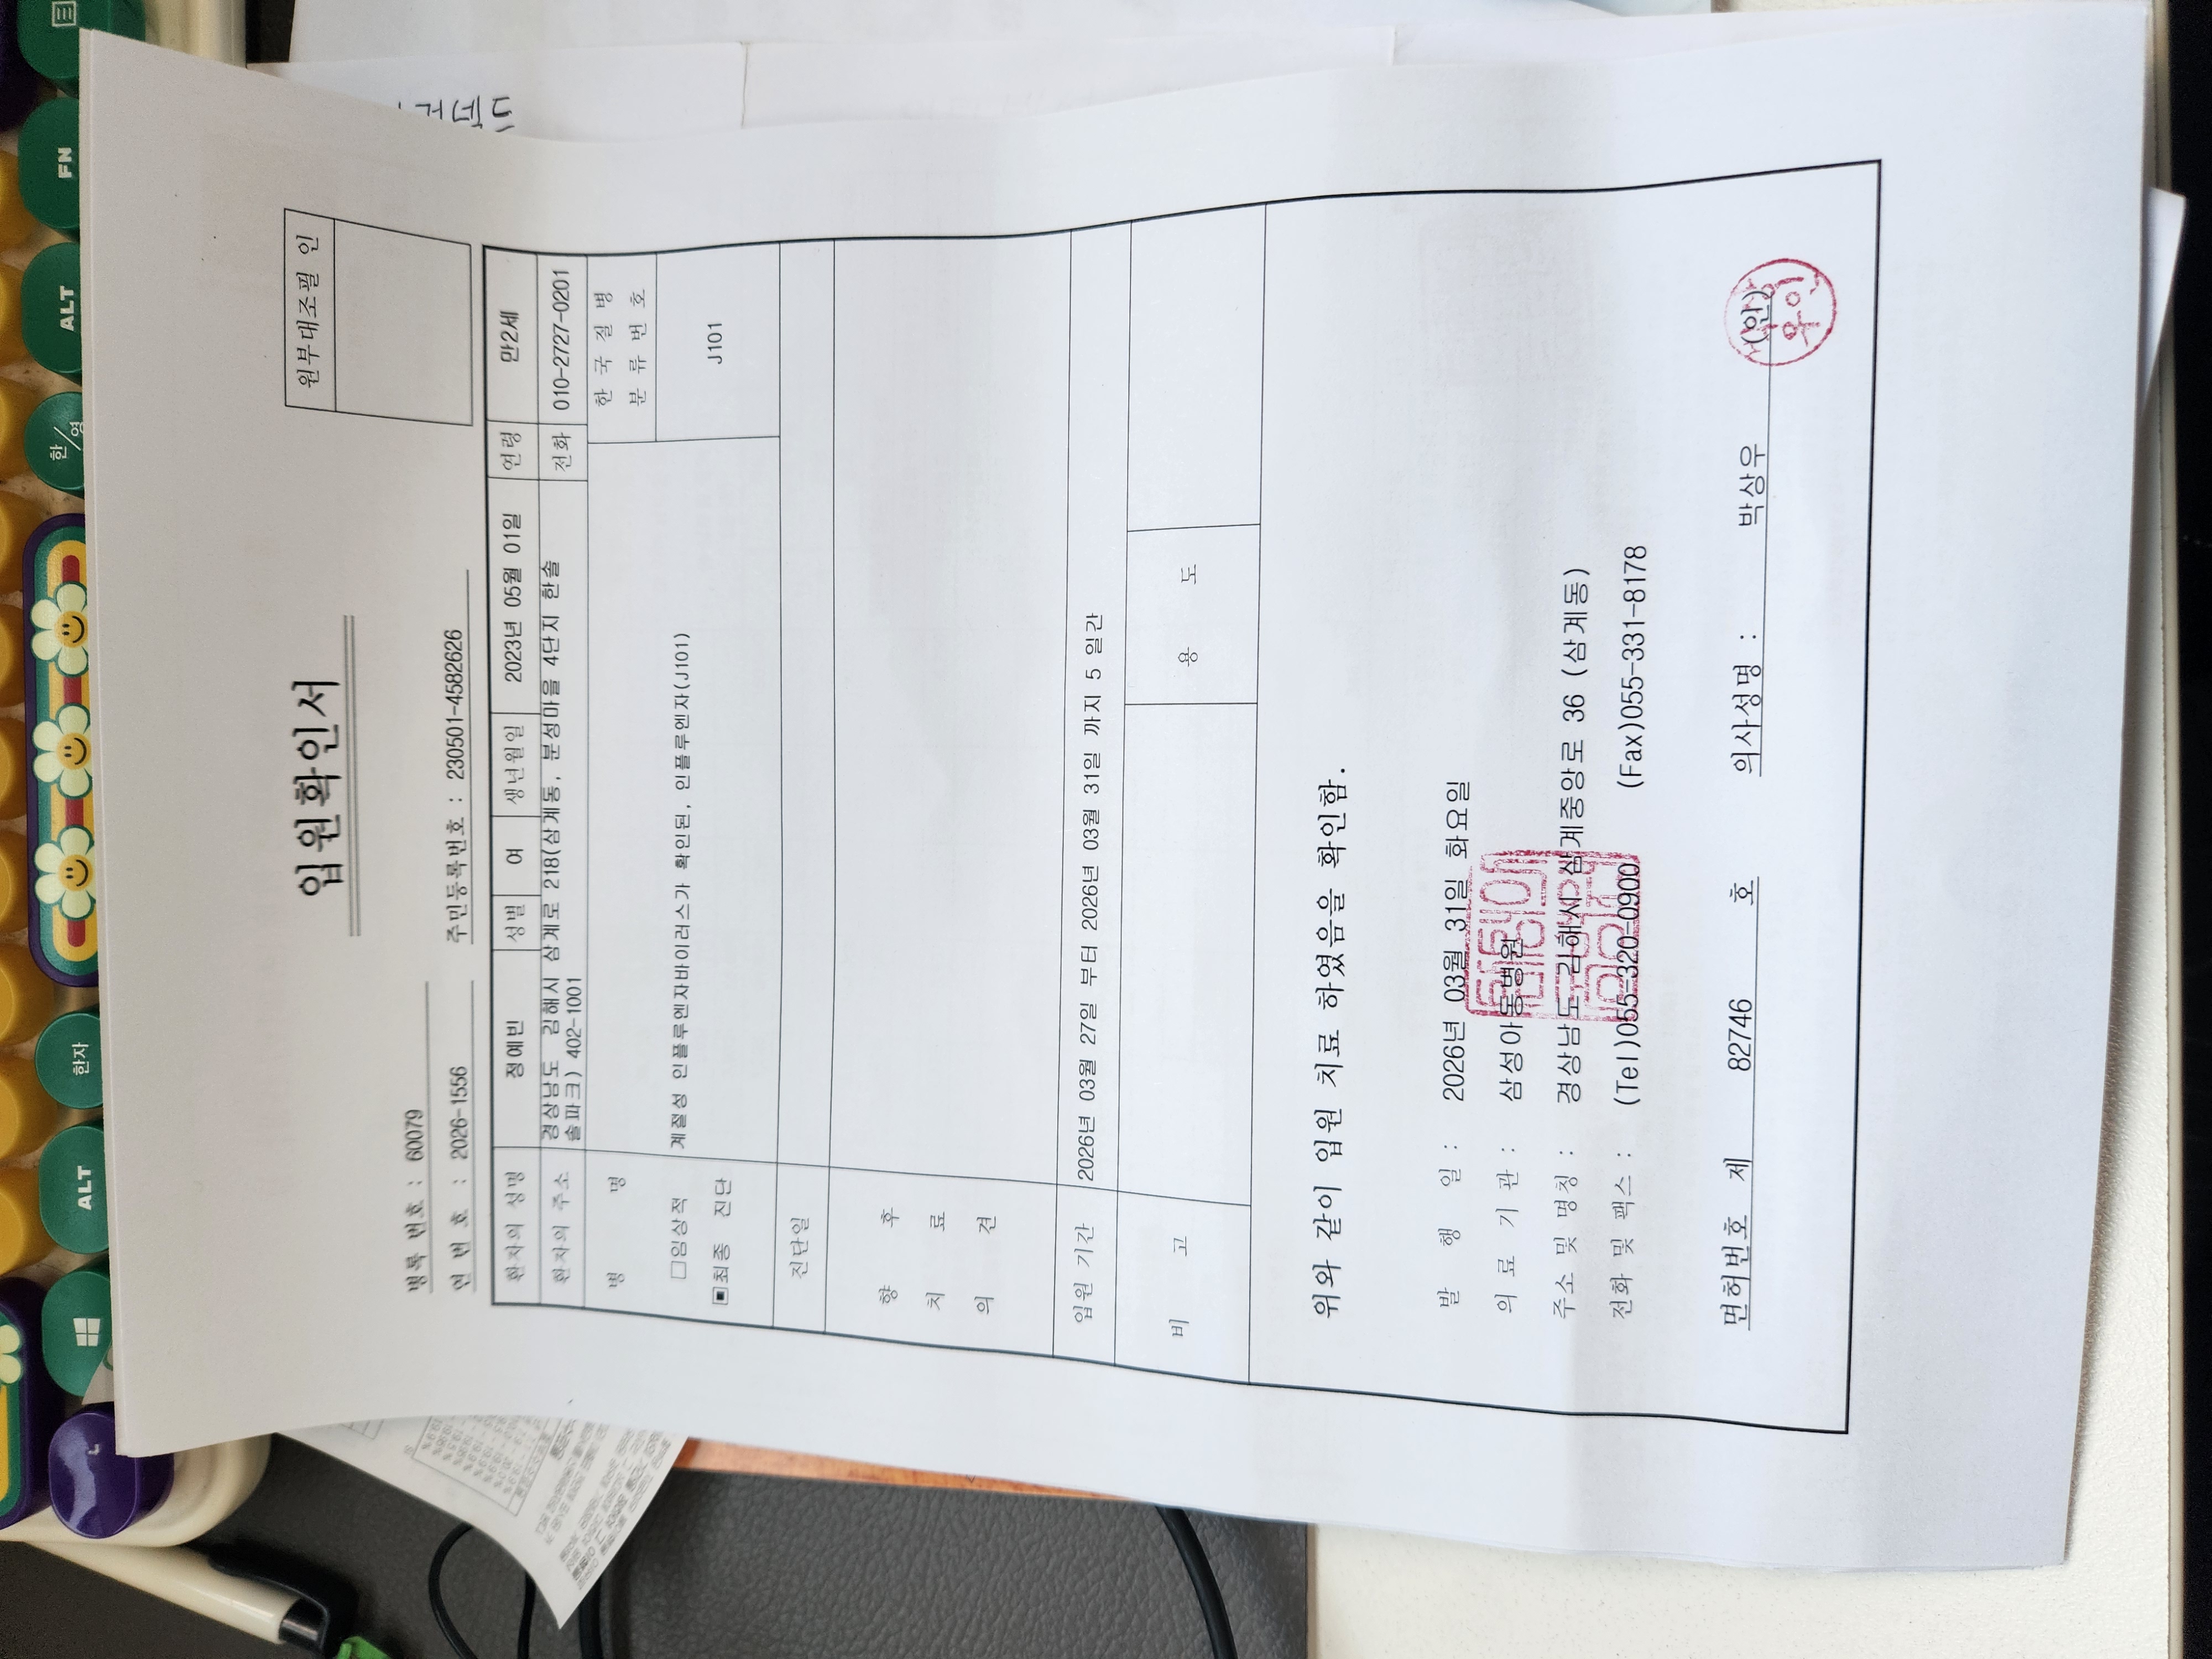 원부대조필 인
입원확인서
병록 번호 : 60079
연 번 호 : 2026-1556
주민등록번호 : 230501-4582626
환자의 성명 정예빈 성별 여 생년월일 2023년 05월 01일 연령 만2세
환자의 주소 경상남도 김해시 삼계로 218(삼계동, 분성마을 4단지 한솔
솔파크) 402-1001
전화 010-2727-0201
병 명
한 국 질 병
분 류 번 호
□임상적
■최종 진단
계절성 인플루엔자바이러스가 확인된, 인플루엔자(J101)
J101
진단일
향 후
치 료
의 견
입원 기간 2026년 03월 27일 부터 2026년 03월 31일 까지 5 일간
비 고 용 도
위와 같이 입원 치료 하였음을 확인함.
발 행 일 : 2026년 03월 31일 화요일
의 료 기 관 : 삼성아동병원
주소 및 명칭 : 경상남도 김해시 삼계중앙로 36 (삼계동)
전화 및 팩스 : (Tel)055-320-0900 (Fax)055-331-8178
면허번호 제 82746 호 의사성명 : 박상우 (인)
FN
ALT
한/영
한자
ALT